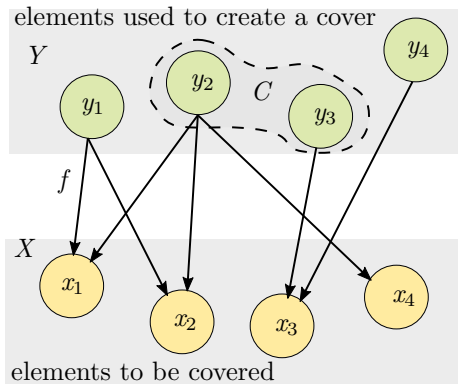 elements used to create a cover
Y
y₄
y₂
C
y₁
y₃
f
X
x₁
x₂
x₃
x₄
elements to be covered